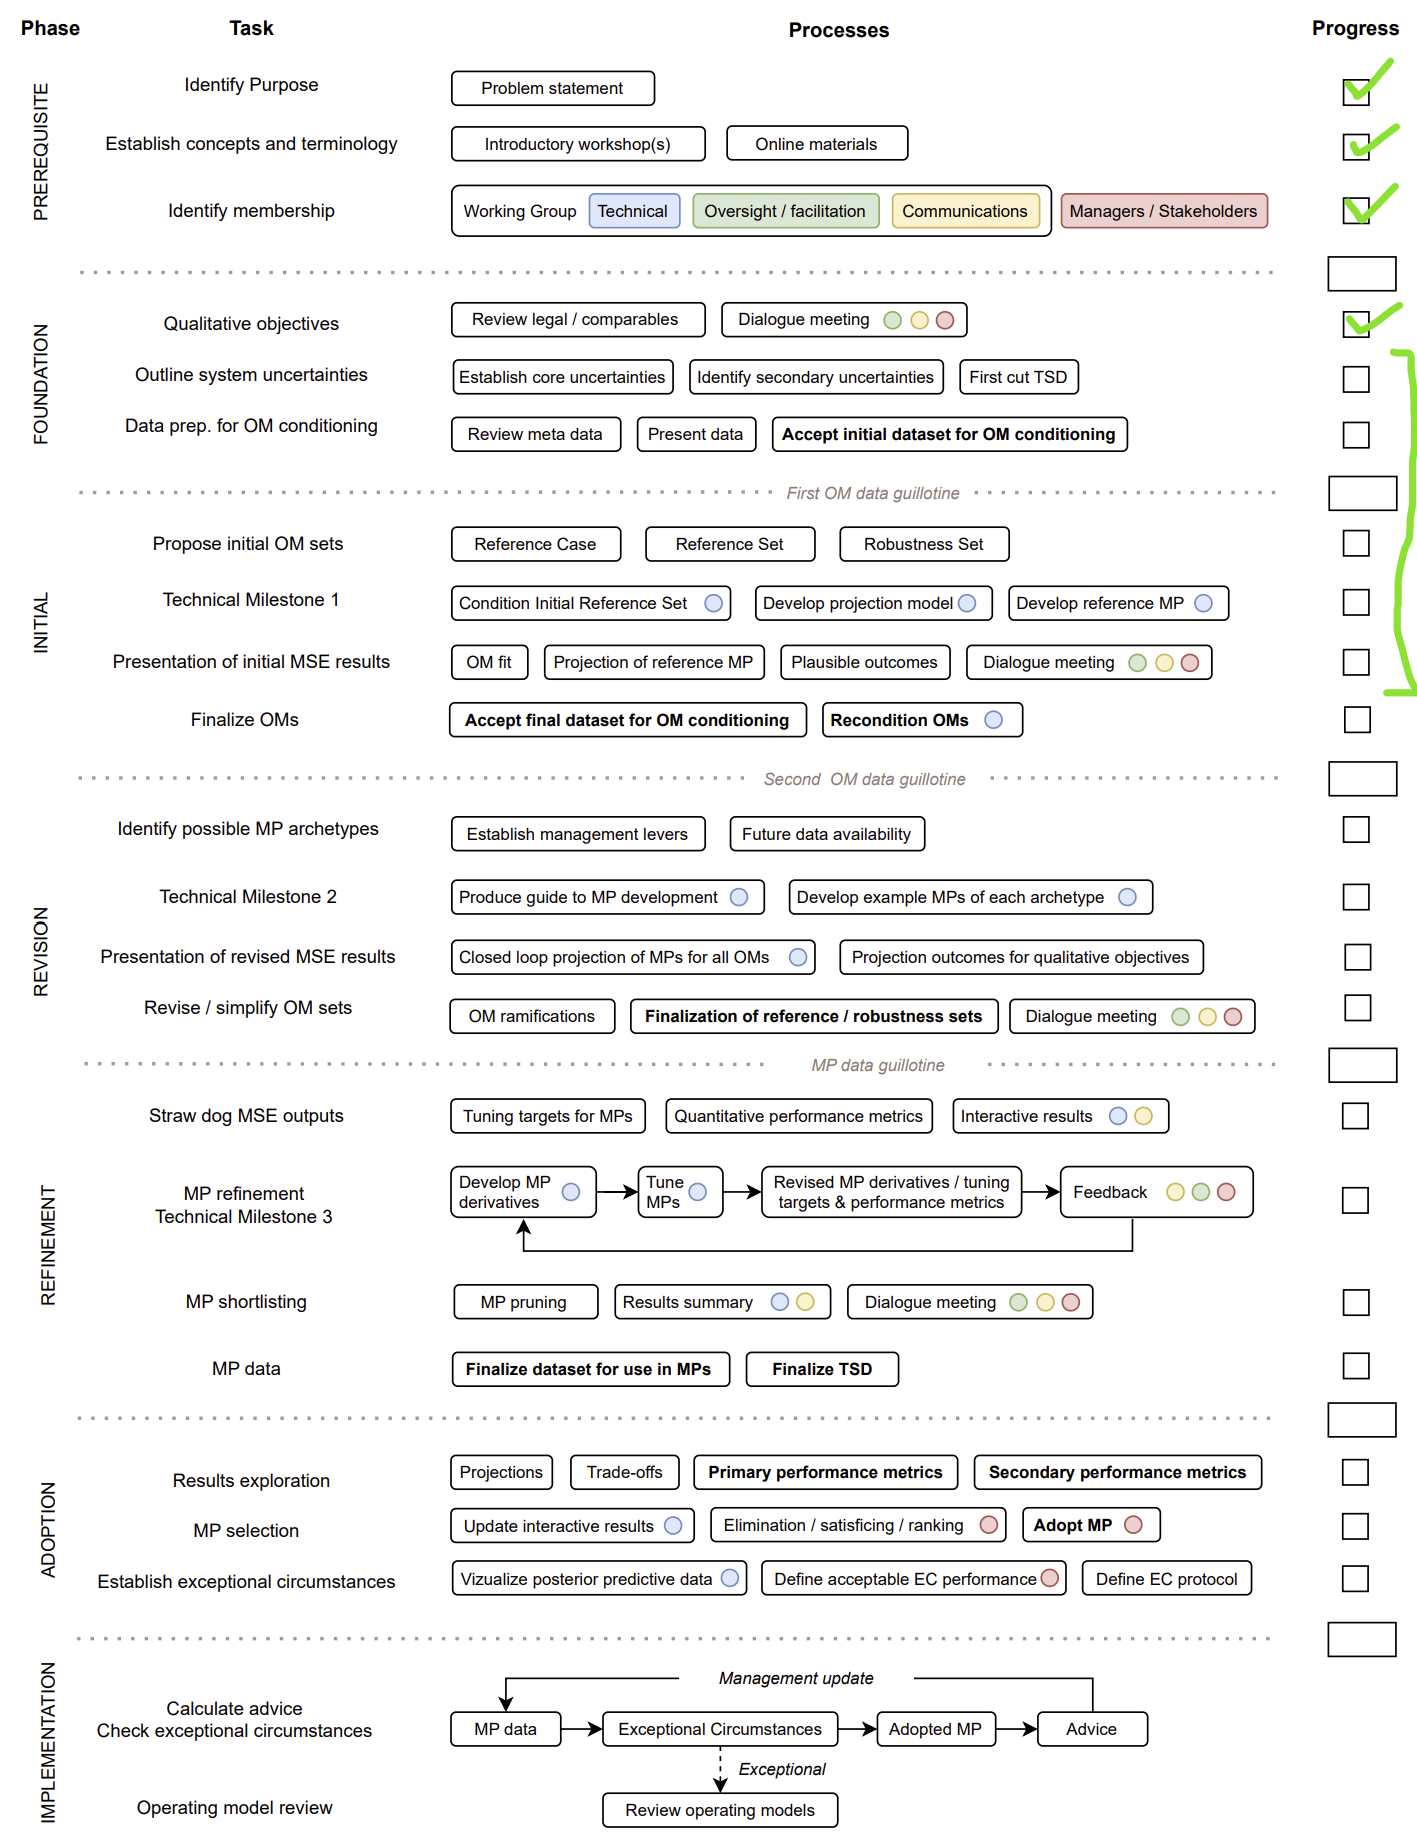 Phase Task Processes Progress
PREREQUISITE
Identify Purpose Problem statement
Establish concepts and terminology Introductory workshop(s) Online materials
Identify membership Working Group Technical Oversight / facilitation Communications Managers / Stakeholders
FOUNDATION
Qualitative objectives Review legal / comparables Dialogue meeting
Outline system uncertainties Establish core uncertainties Identify secondary uncertainties First cut TSD
Data prep. for OM conditioning Review meta data Present data Accept initial dataset for OM conditioning
First OM data guillotine
INITIAL
Propose initial OM sets Reference Case Reference Set Robustness Set
Technical Milestone 1 Condition Initial Reference Set Develop projection model Develop reference MP
Presentation of initial MSE results OM fit Projection of reference MP Plausible outcomes Dialogue meeting
Finalize OMs Accept final dataset for OM conditioning Recondition OMs
Second OM data guillotine
REVISION
Identify possible MP archetypes Establish management levers Future data availability
Technical Milestone 2 Produce guide to MP development Develop example MPs of each archetype
Presentation of revised MSE results Closed loop projection of MPs for all OMs Projection outcomes for qualitative objectives
Revise / simplify OM sets OM ramifications Finalization of reference / robustness sets Dialogue meeting
MP data guillotine
REFINEMENT
Straw dog MSE outputs Tuning targets for MPs Quantitative performance metrics Interactive results
MP refinement
Technical Milestone 3
Develop MP
derivatives
Tune
MPs
Revised MP derivatives / tuning
targets & performance metrics
Feedback
MP shortlisting MP pruning Results summary Dialogue meeting
MP data Finalize dataset for use in MPs Finalize TSD
ADOPTION
Results exploration Projections Trade-offs Primary performance metrics Secondary performance metrics
MP selection Update interactive results Elimination / satisficing / ranking Adopt MP
Establish exceptional circumstances Vizualize posterior predictive data Define acceptable EC performance Define EC protocol
IMPLEMENTATION
Management update
Calculate advice
Check exceptional circumstances
MP data Exceptional Circumstances Adopted MP Advice
Exceptional
Operating model review Review operating models